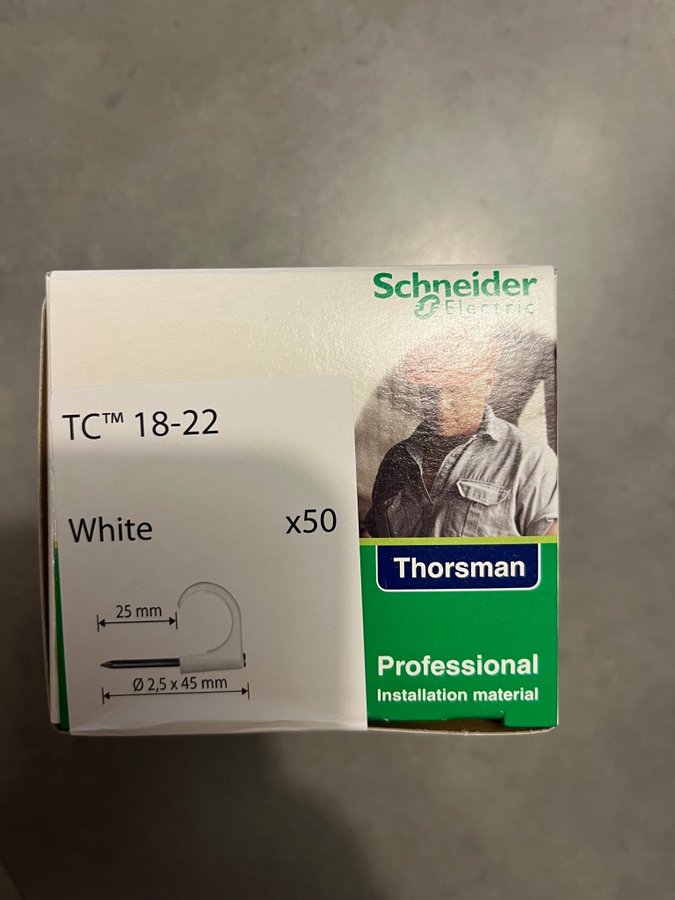 Schneider
Electric
TC™ 18-22
White x50
25 mm
Ø 2,5 x 45 mm
Thorsman
Professional
Installation material